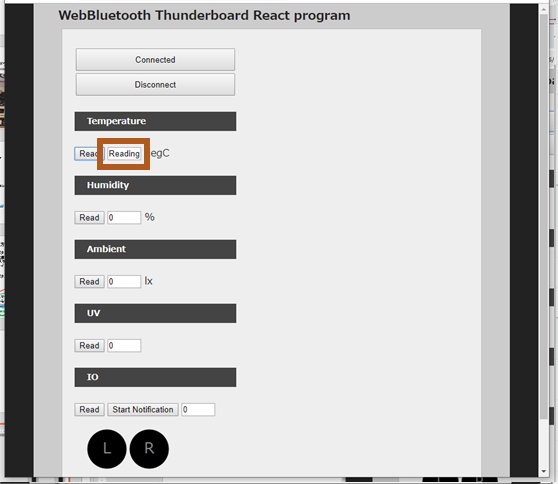 WebBluetooth Thunderboard React program
Connected
Disconnect
Temperature
Read Reading egC
Humidity
Read 0 %
Ambient
Read 0 lx
UV
Read 0
IO
Read Start Notification 0
L R